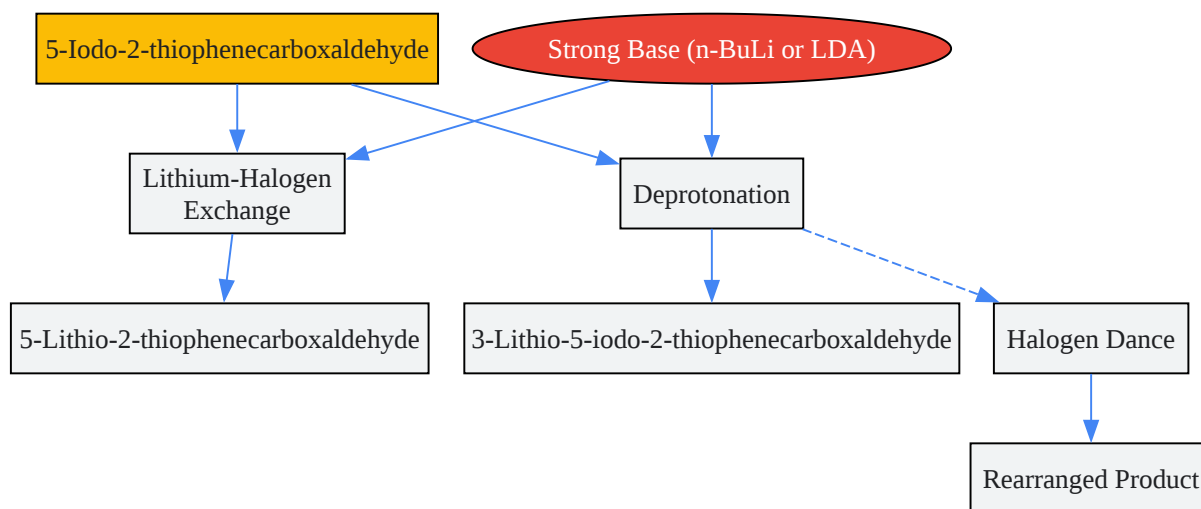 5-Iodo-2-thiophenecarboxaldehyde
Strong Base (n-BuLi or LDA)
Lithium-Halogen
Exchange
Deprotonation
5-Lithio-2-thiophenecarboxaldehyde
3-Lithio-5-iodo-2-thiophenecarboxaldehyde
Halogen Dance
Rearranged Product